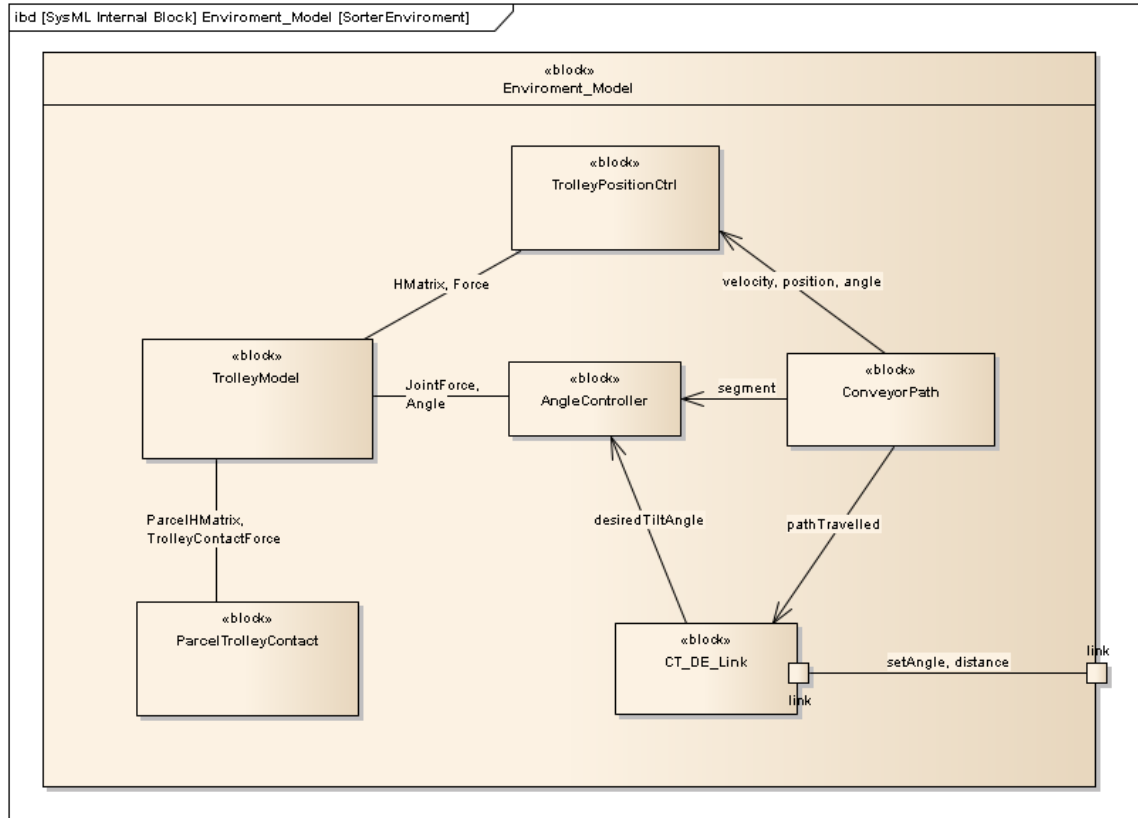 ibd [SysML Internal Block] Enviroment_Model [SorterEnviroment]
«block»
Enviroment_Model
«block»
TrolleyPositionCtrl
HMatrix, Force
velocity, position, angle
«block»
TrolleyModel
JointForce,
Angle
«block»
AngleController
segment
«block»
ConveyorPath
ParcelHMatrix,
TrolleyContactForce
desiredTiltAngle
pathTravelled
«block»
ParcelTrolleyContact
«block»
CT_DE_Link
link
setAngle, distance
link